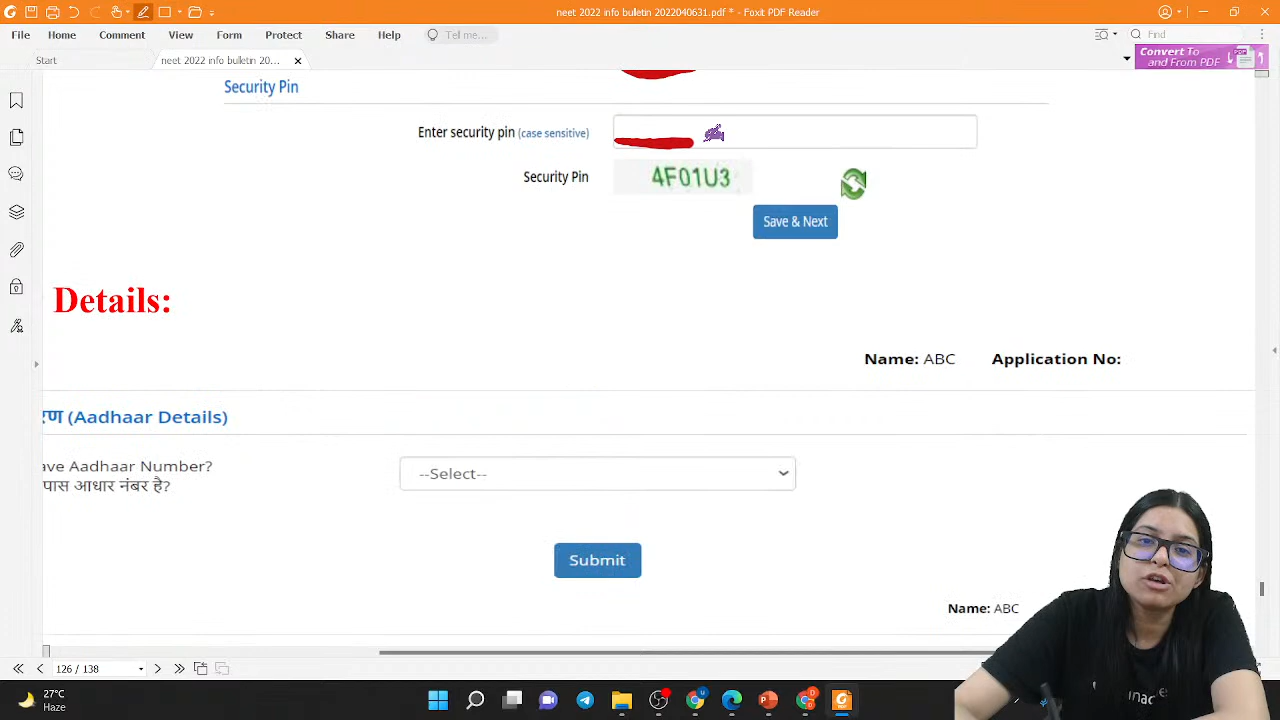 neet 2022 info buletin 2022040631.pdf * - Foxit PDF Reader
File Home Comment View Form Protect Share Help Tell me... Find
Start neet 2022 info buletin 20... Convert To and From PDF
Security Pin
Enter security pin (case sensitive)
Security Pin 4F01U3
Save & Next
Details:
Name: ABC Application No:
रण (Aadhaar Details)
ave Aadhaar Number? --Select--
पास आधार नंबर है?
Submit
Name: ABC
126 / 138
27°C
Haze